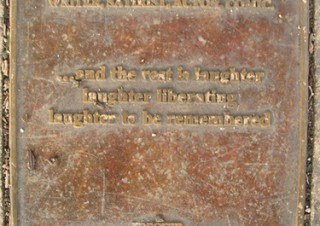 ...and the rest is laughter
laughter liberating
laughter to be remembered